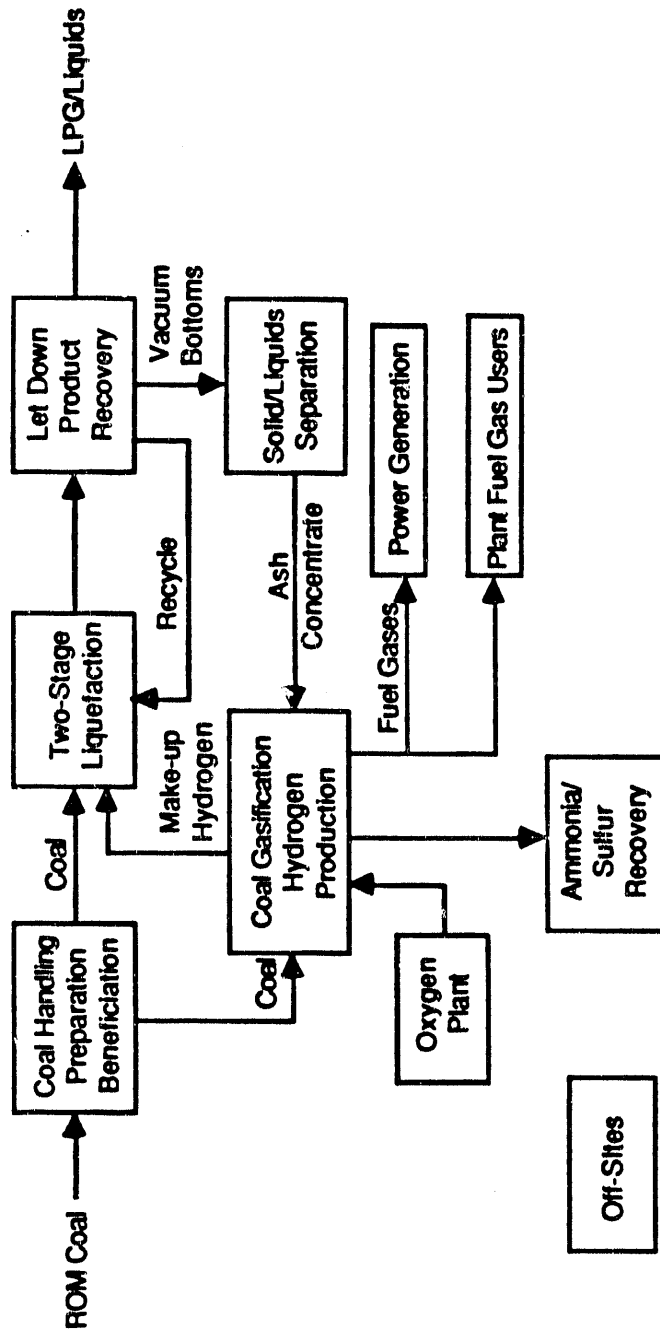 ROM Coal
Coal Handling
Preparation
Beneficiation
Coal
Two-Stage
Liquefaction
Let Down
Product
Recovery
LPG/Liquids
Recycle
Vacuum
Bottoms
Make-up
Hydrogen
Coal
Coal Gasification
Hydrogen
Production
Ash
Concentrate
Solid/Liquids
Separation
Oxygen
Plant
Fuel Gases
Power Generation
Plant Fuel Gas Users
Ammonia/
Sulfur
Recovery
Off-Sites